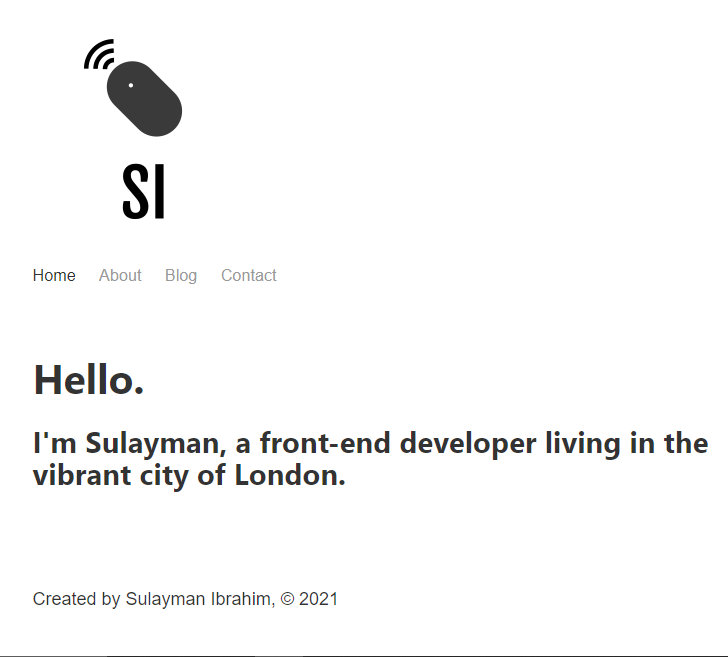 SI
Home About Blog Contact
Hello.
I'm Sulayman, a front-end developer living in the
vibrant city of London.
Created by Sulayman Ibrahim, © 2021